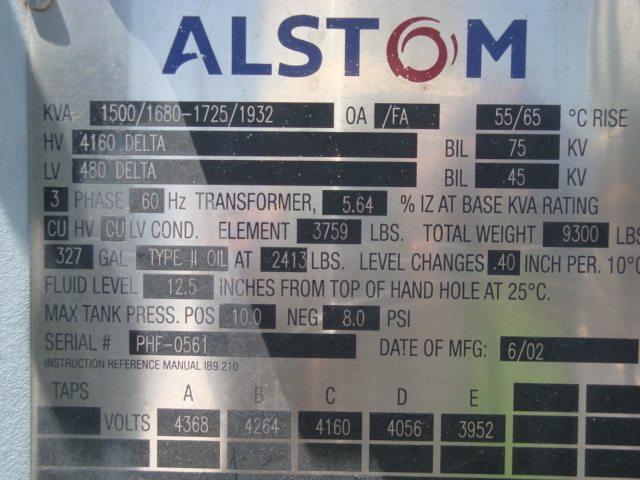 ALSTOM
KVA 1500/1680-1725/1932 OA /FA 55/65 °C RISE
HV 4160 DELTA BIL 75 KV
LV 480 DELTA BIL 45 KV
3 PHASE 60 Hz TRANSFORMER, 5.64 % IZ AT BASE KVA RATING
CU HV CU LV COND. ELEMENT 3759 LBS. TOTAL WEIGHT 9300 LBS
327 GAL TYPE II OIL AT 2413 LBS. LEVEL CHANGES .40 INCH PER. 10°C
FLUID LEVEL 12.5 INCHES FROM TOP OF HAND HOLE AT 25°C.
MAX TANK PRESS. POS 10.0 NEG 8.0 PSI
SERIAL # PHF-0561 DATE OF MFG: 6/02
INSTRUCTION REFERENCE MANUAL IB9.210
TAPS A B C D E
VOLTS 4368 4264 4160 4056 3952